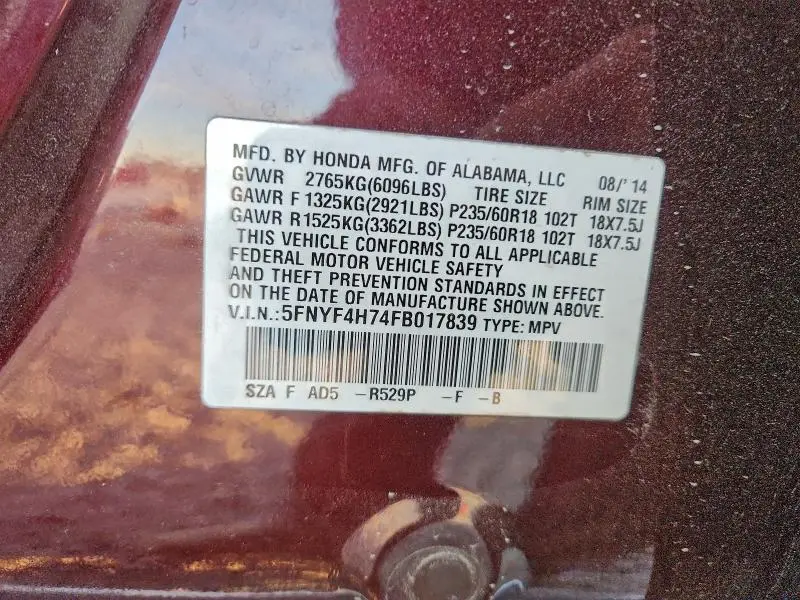 MFD. BY HONDA MFG. OF ALABAMA, LLC 08/'14
GVWR 2765KG(6096LBS) TIRE SIZE RIM SIZE
GAWR F 1325KG(2921LBS) P235/60R18 102T 18X7.5J
GAWR R1525KG(3362LBS) P235/60R18 102T 18X7.5J
THIS VEHICLE CONFORMS TO ALL APPLICABLE
FEDERAL MOTOR VEHICLE SAFETY
AND THEFT PREVENTION STANDARDS IN EFFECT
ON THE DATE OF MANUFACTURE SHOWN ABOVE.
V.I.N.:5FNYF4H74FB017839 TYPE: MPV
SZA F AD5 -R529P -F -B